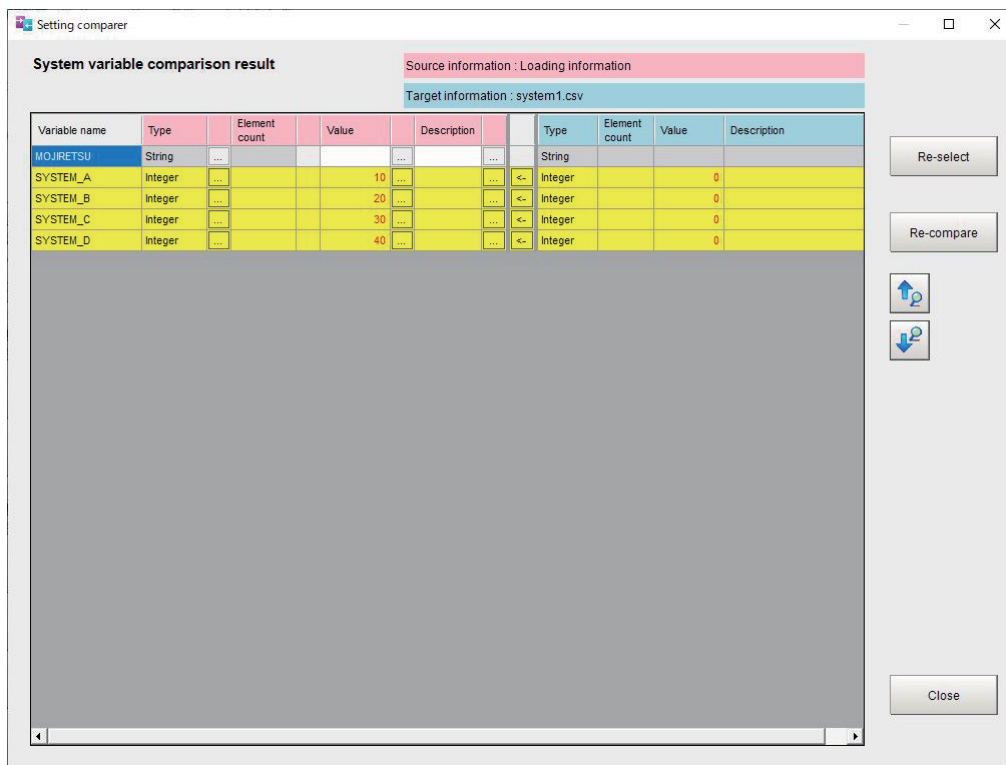 Setting comparer
System variable comparison result
Source information : Loading information
Target information : system1.csv
Variable name Type Element count Value Description Type Element count Value Description
MOJIRETSU String ... ... ... String
SYSTEM_A Integer ... 10 ... ... <- Integer 0
SYSTEM_B Integer ... 20 ... ... <- Integer 0
SYSTEM_C Integer ... 30 ... ... <- Integer 0
SYSTEM_D Integer ... 40 ... ... <- Integer 0
Re-select
Re-compare
Close